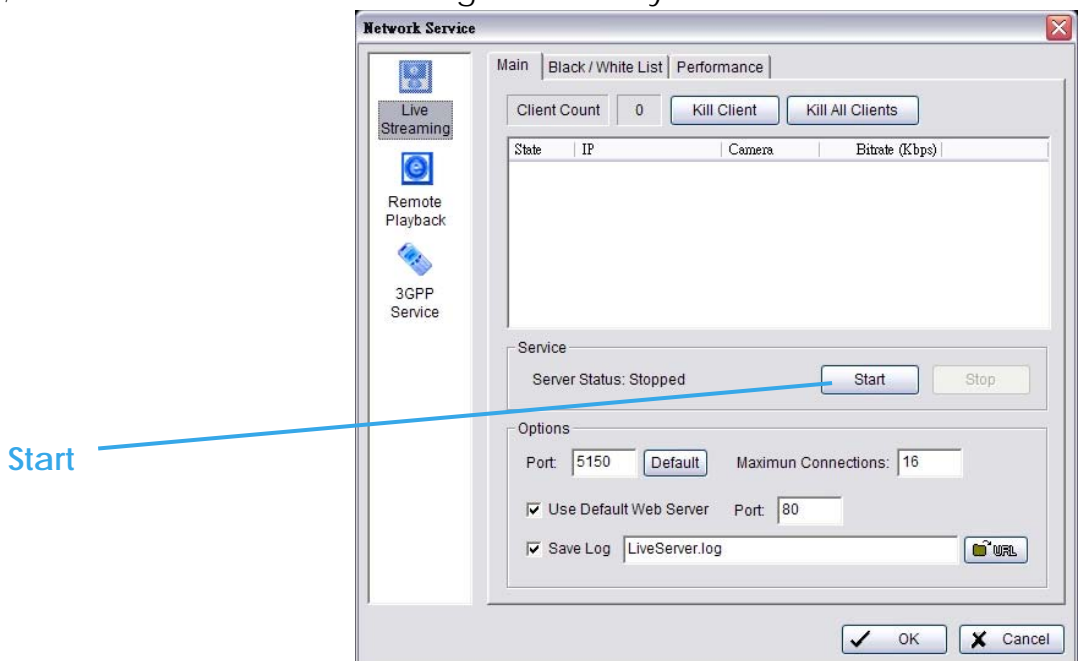 Network Service
Main Black / White List Performance
Live
Streaming
Remote
Playback
3GPP
Service
Client Count 0 Kill Client Kill All Clients
State IP Camera Bitrate (Kbps)
Service
Server Status: Stopped Start Stop
Start
Options
Port: 5150 Default Maximun Connections: 16
Use Default Web Server Port: 80
Save Log LiveServer.log URL
OK Cancel